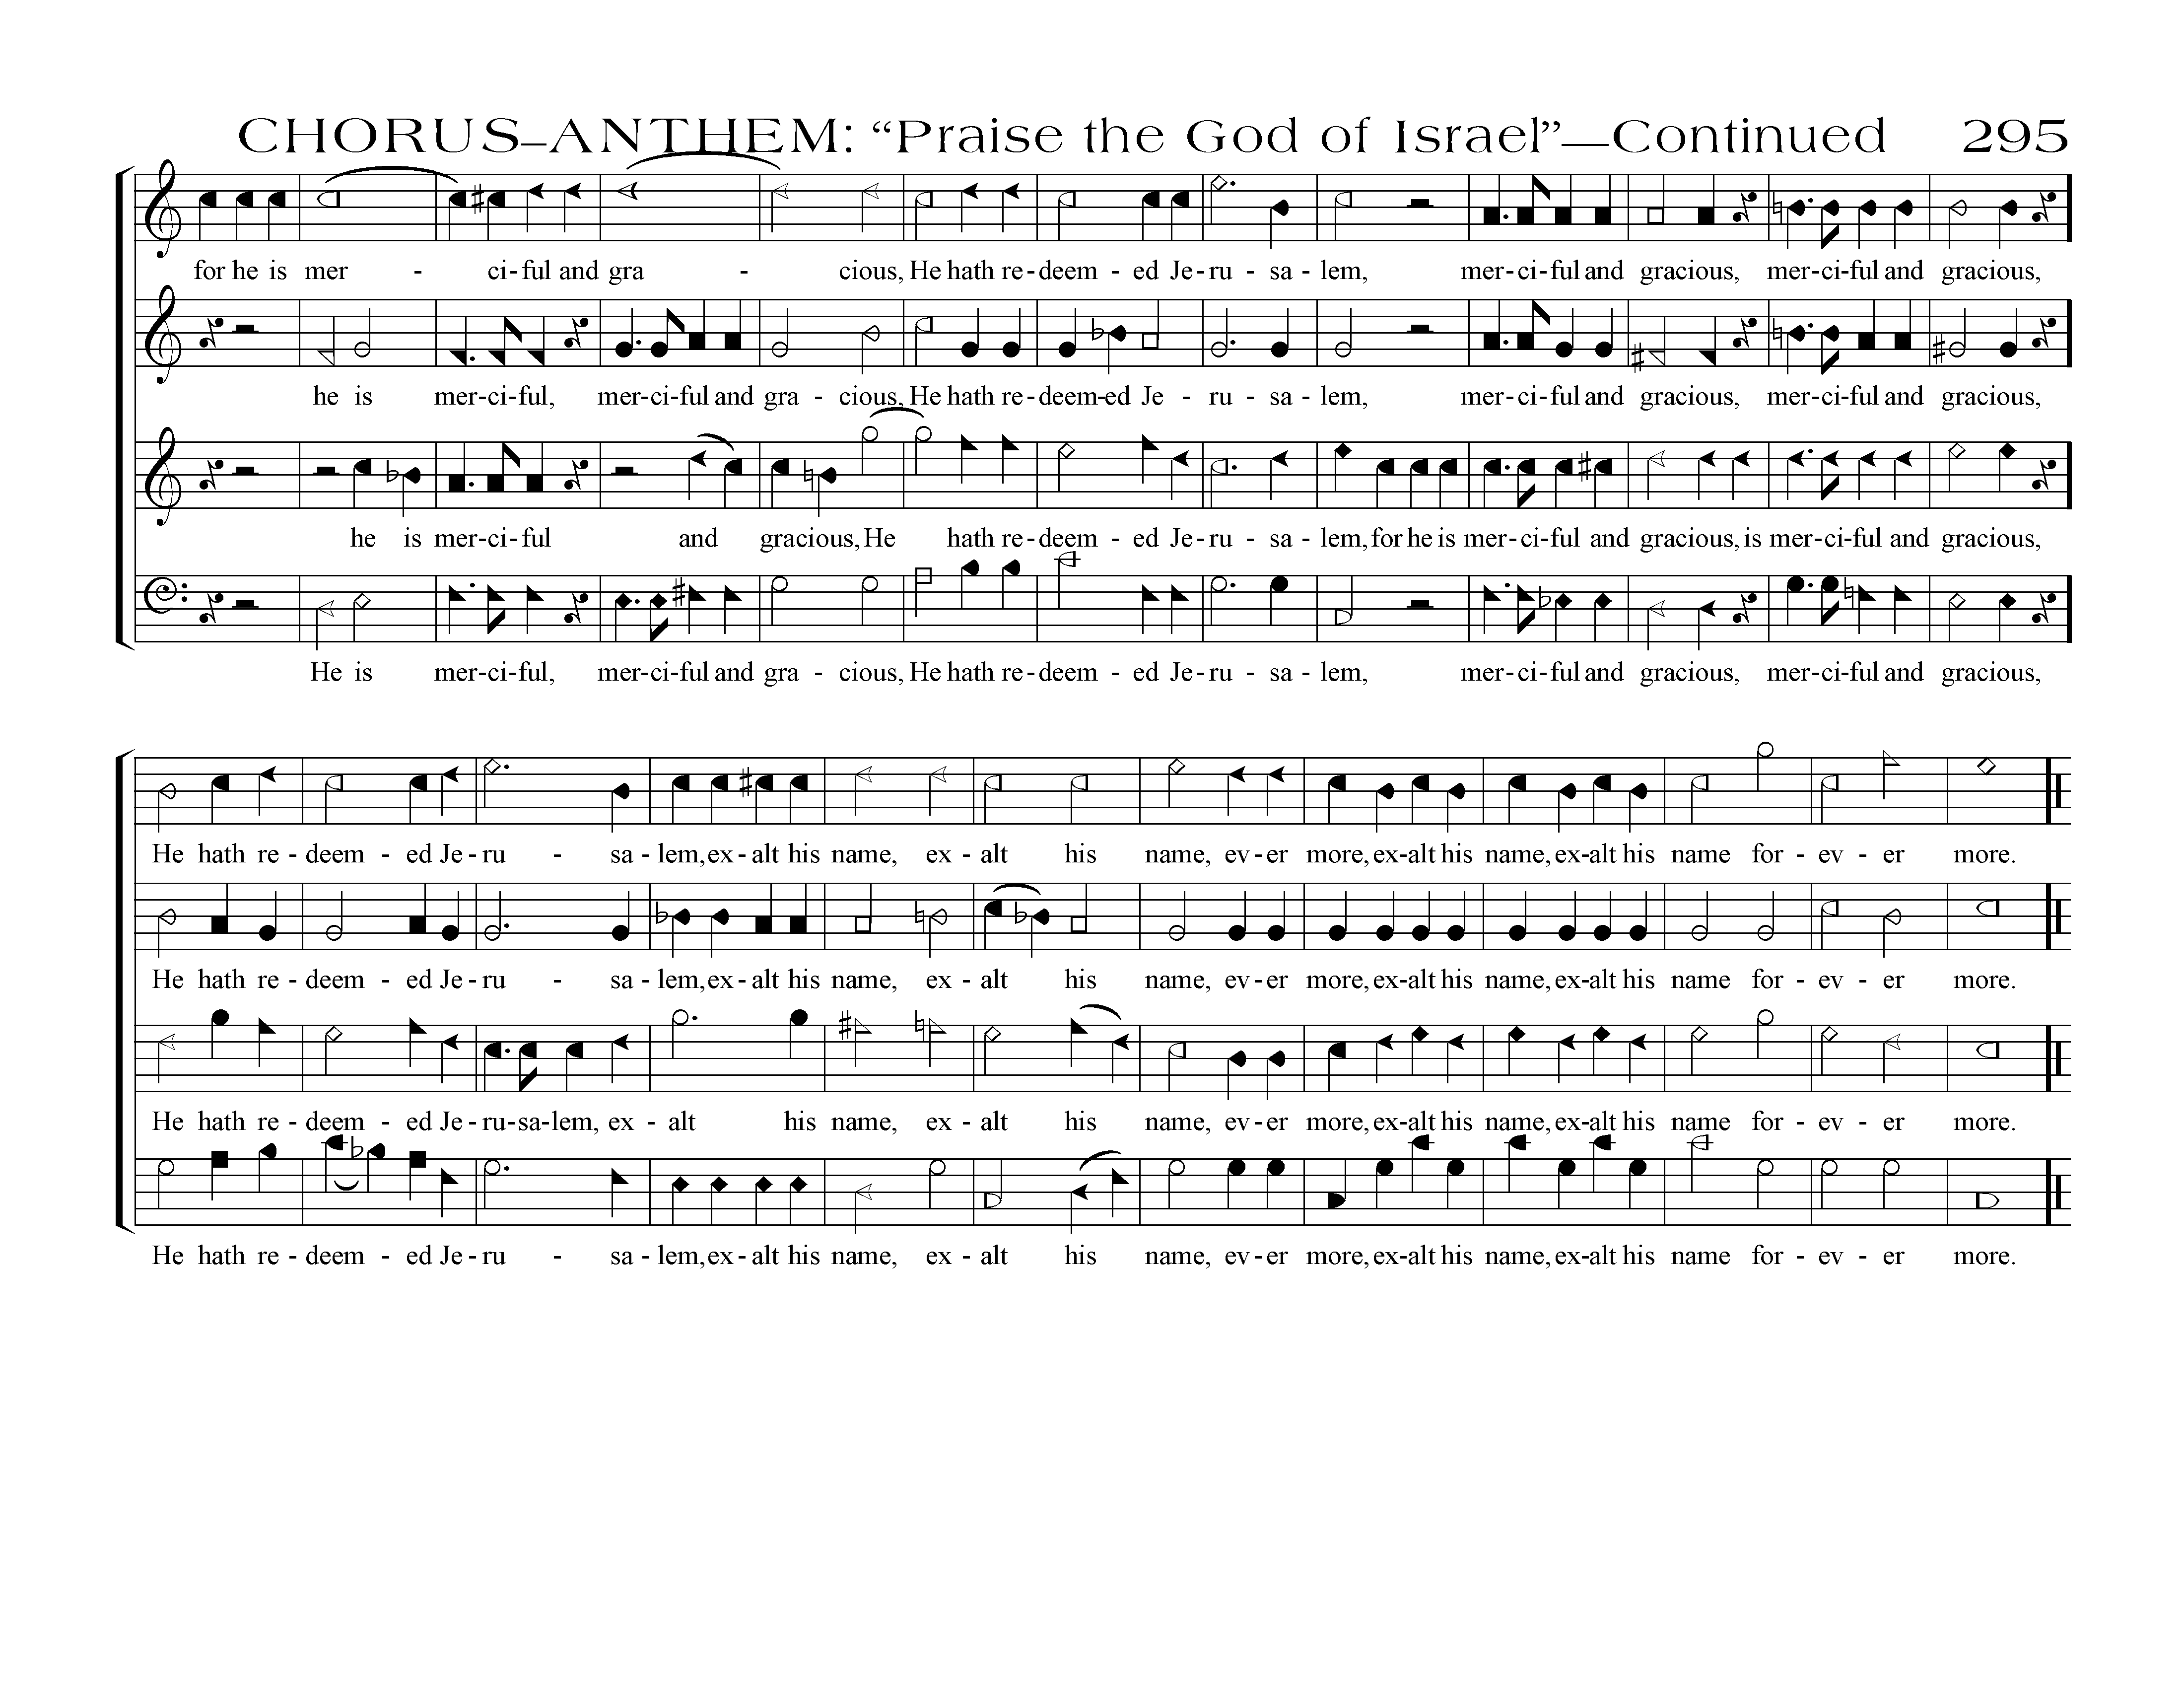 CHORUS–ANTHEM: “Praise the God of Israel”—Continued 295
for he is mer - ci-ful and gra - cious, He hath re-deem - ed Je-ru - sa - lem, mer-ci-ful and gracious, mer-ci-ful and gracious,
he is mer-ci-ful, mer-ci-ful and gra - cious, He hath re-deem-ed Je - ru - sa - lem, mer-ci-ful and gracious, mer-ci-ful and gracious,
he is mer-ci-ful and gracious, He hath re-deem - ed Je-ru - sa - lem, for he is mer-ci-ful and gracious, is mer-ci-ful and gracious,
He is mer-ci-ful, mer-ci-ful and gra - cious, He hath re-deem - ed Je-ru - sa - lem, mer-ci-ful and gracious, mer-ci-ful and gracious,
He hath re - deem - ed Je-ru - sa - lem, ex - alt his name, ex - alt his name, ev-er more, ex-alt his name, ex-alt his name for - ev - er more.
He hath re - deem - ed Je-ru - sa - lem, ex - alt his name, ex - alt his name, ev-er more, ex-alt his name, ex-alt his name for - ev - er more.
He hath re - deem - ed Je-ru-sa-lem, ex - alt his name, ex - alt his name, ev-er more, ex-alt his name, ex-alt his name for - ev - er more.
He hath re - deem - ed Je-ru - sa - lem, ex - alt his name, ex - alt his name, ev-er more, ex-alt his name, ex-alt his name for - ev - er more.